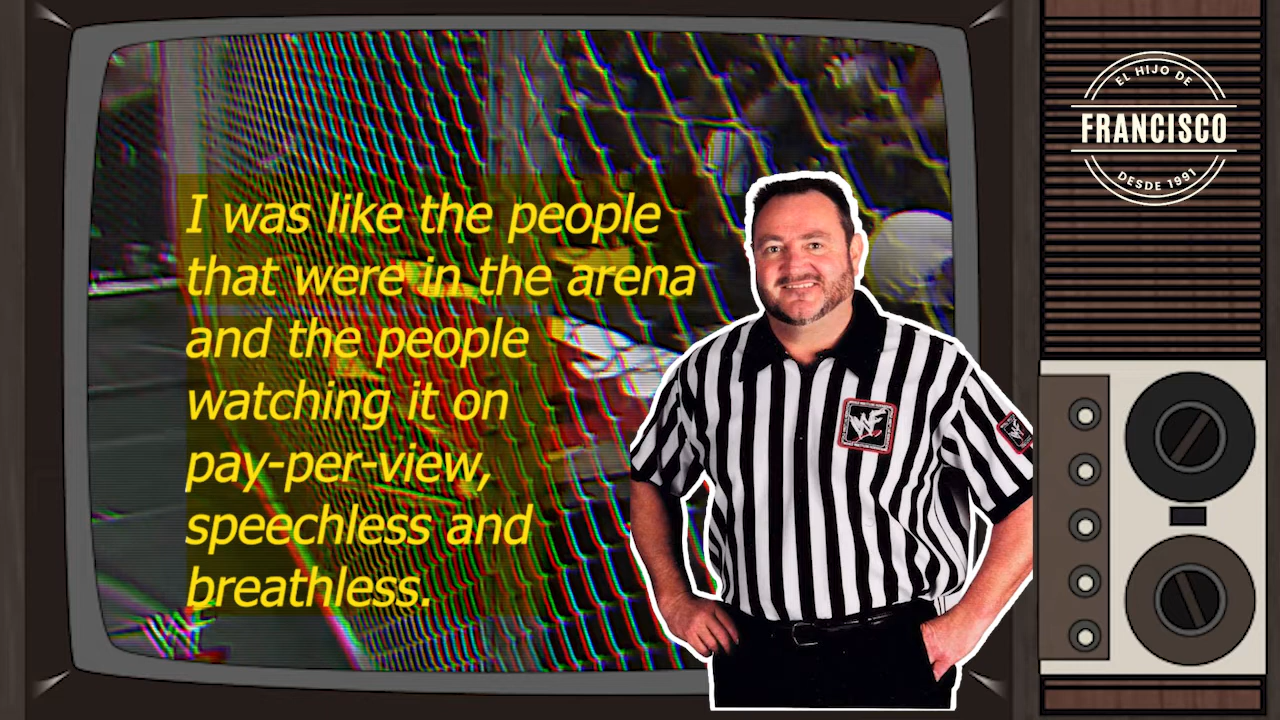 I was like the people
that were in the arena
and the people
watching it on
pay-per-view,
speechless and
breathless.
EL HIJO DE
FRANCISCO
DESDE 1991